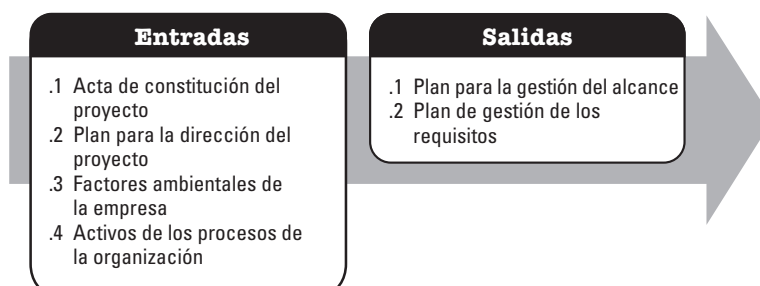 Entradas
.1 Acta de constitución del
proyecto
.2 Plan para la dirección del
proyecto
.3 Factores ambientales de
la empresa
.4 Activos de los procesos de
la organización
Salidas
.1 Plan para la gestión del alcance
.2 Plan de gestión de los
requisitos